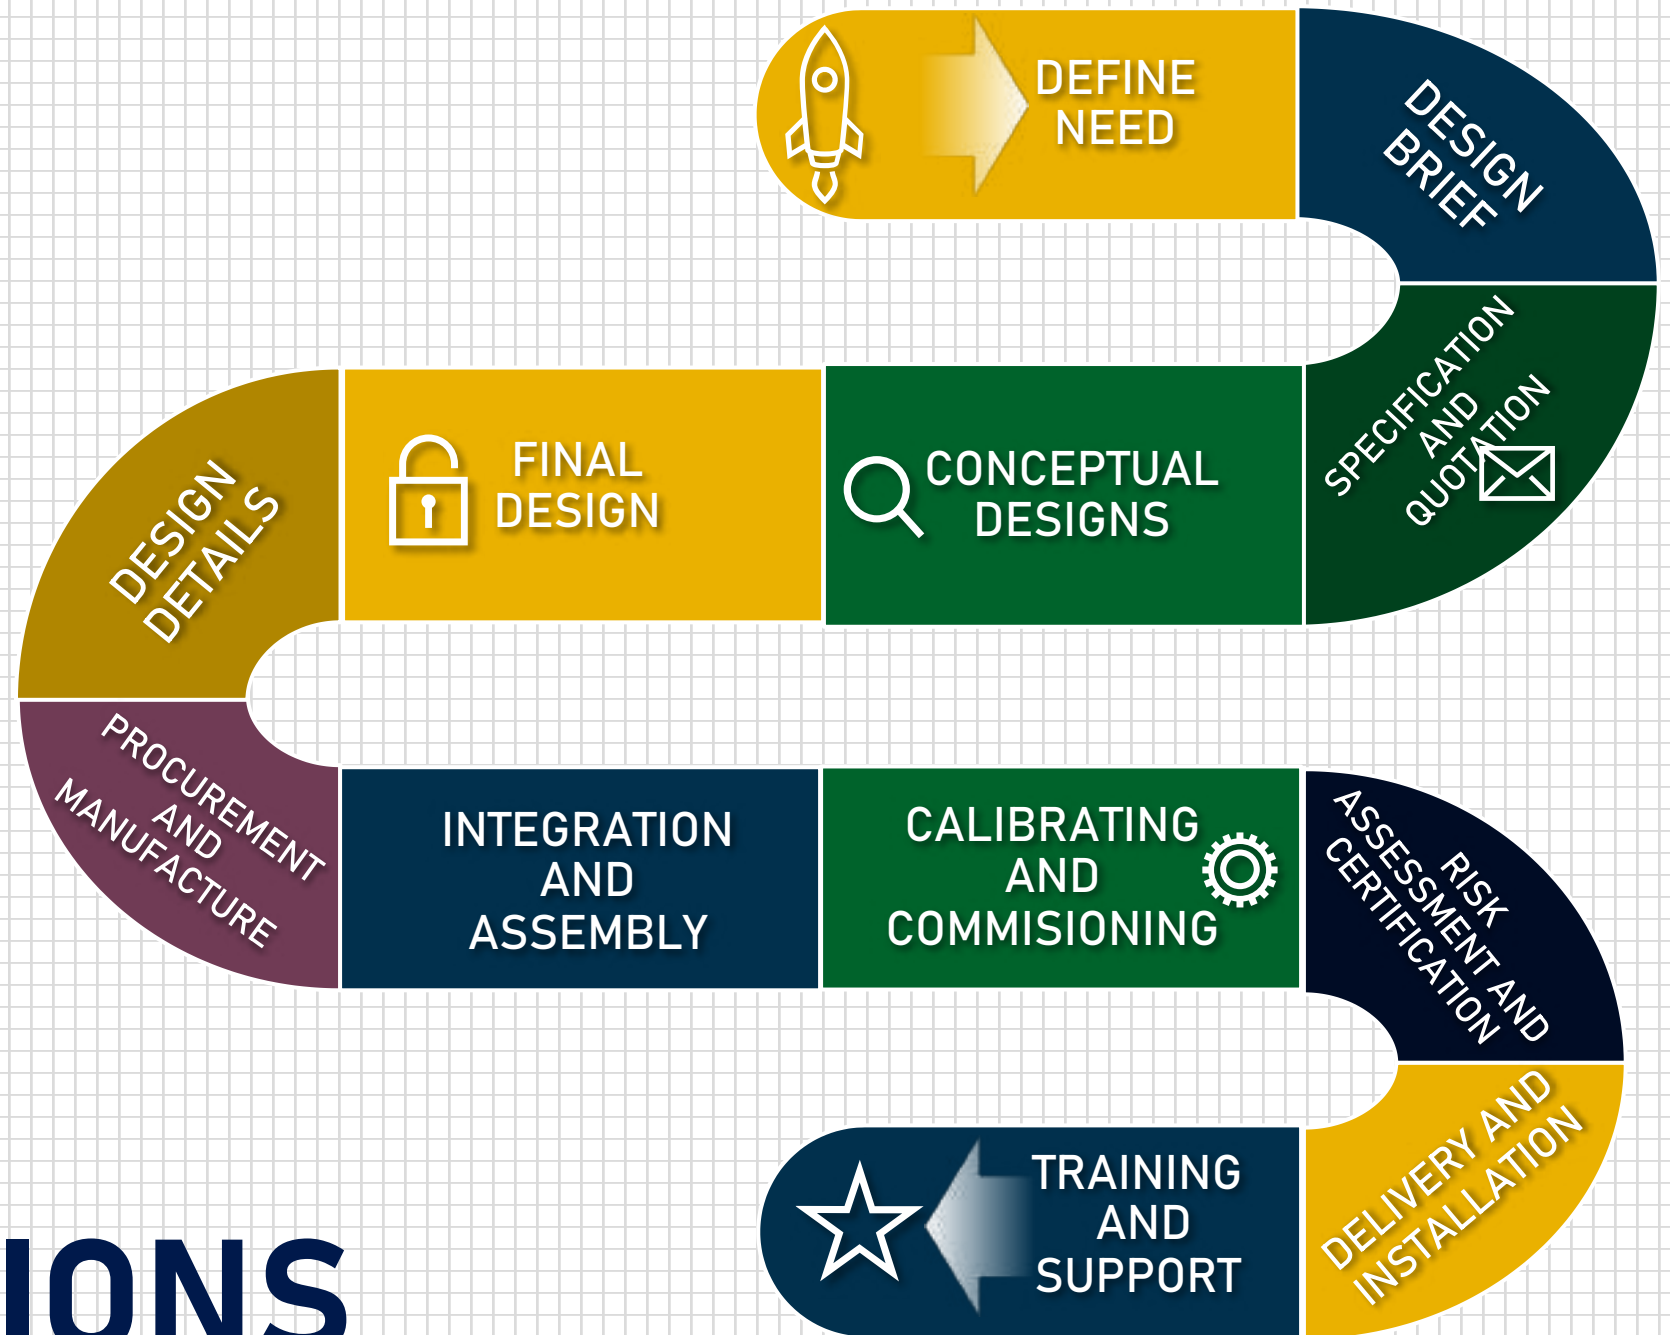 DEFINE
NEED
DESIGN
BRIEF
SPECIFICATION
AND
QUOTATION
CONCEPTUAL
DESIGNS
FINAL
DESIGN
DESIGN
DETAILS
PROCUREMENT
AND
MANUFACTURE
INTEGRATION
AND
ASSEMBLY
CALIBRATING
AND
COMMISIONING
RISK
ASSESSMENT AND
CERTIFICATION
DELIVERY AND
INSTALLATION
TRAINING
AND
SUPPORT
IONS